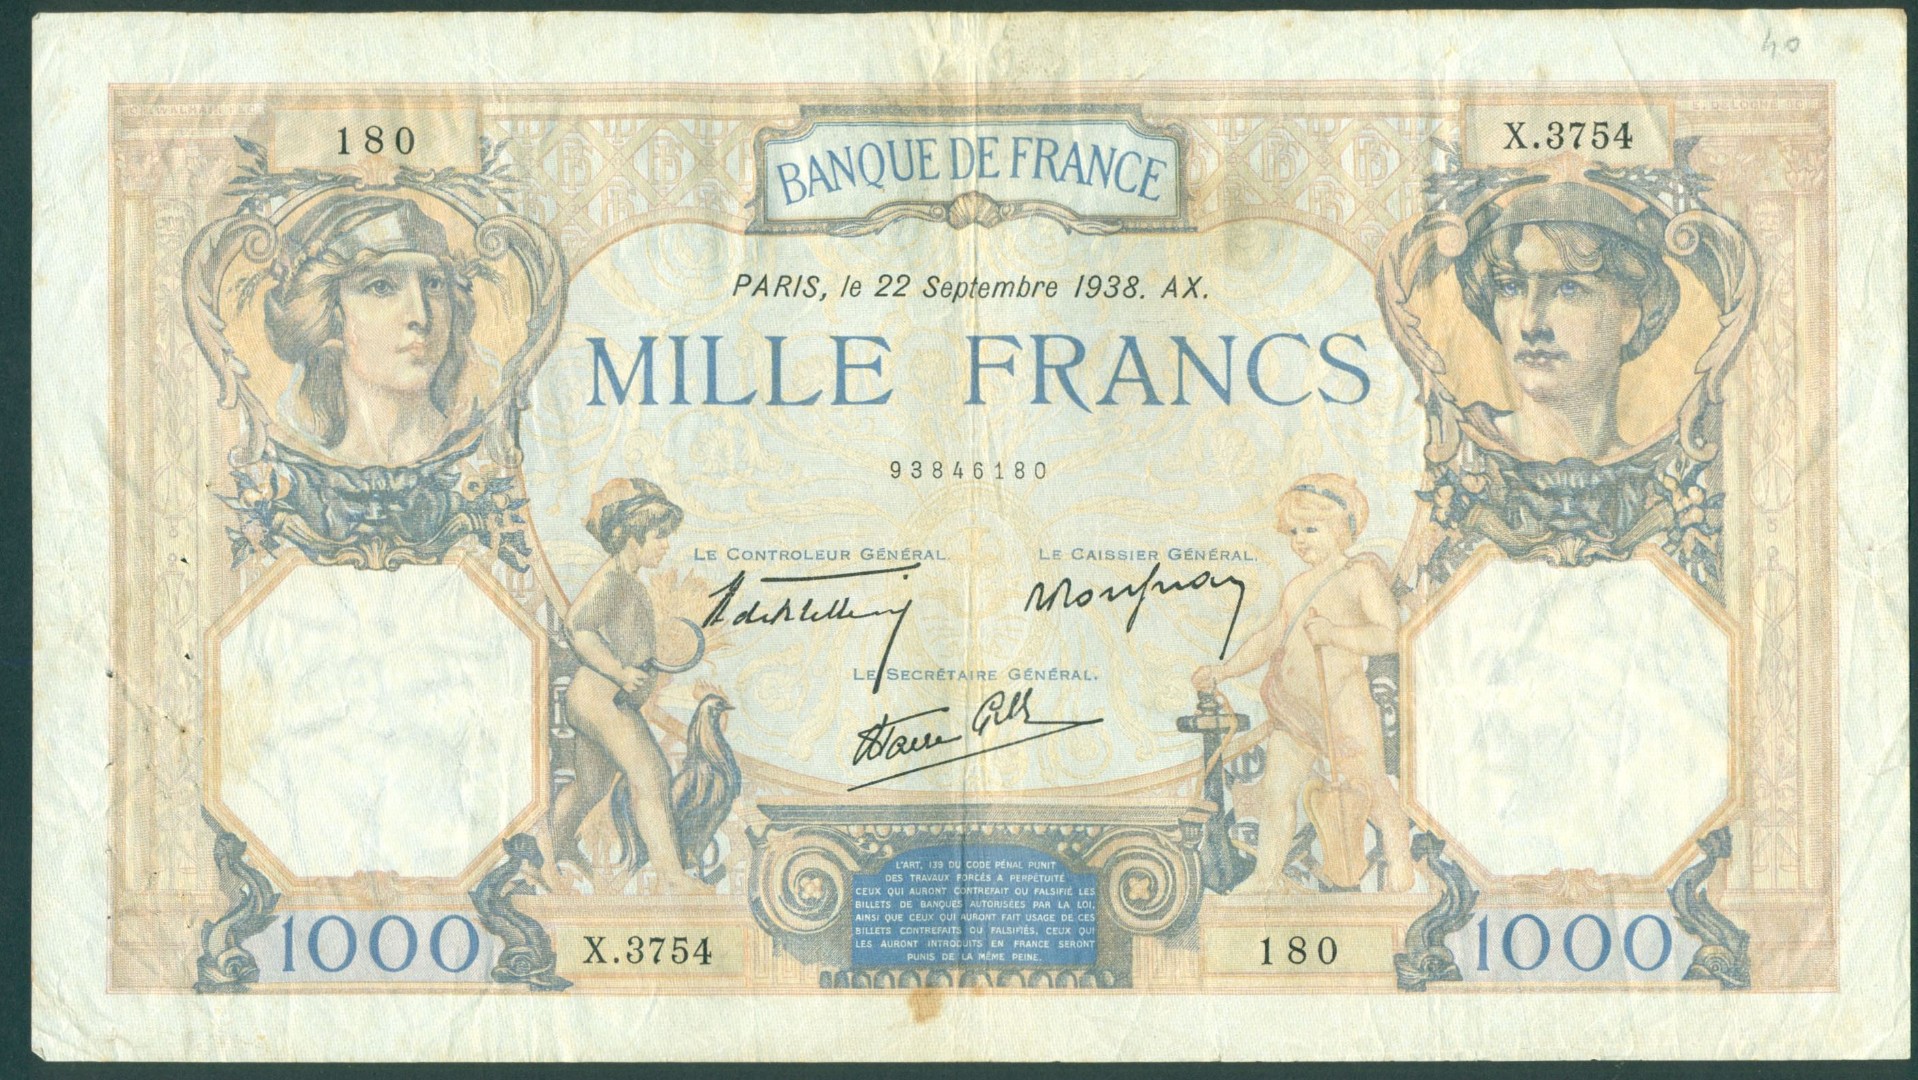 40
180
BANQUE DE FRANCE
X.3754
E. DELOCHE SC
PARIS, le 22 Septembre 1938. AX.
MILLE FRANCS
93846180
LE CONTROLEUR GÉNÉRAL.
LE CAISSIER GÉNÉRAL.
LE SECRÉTAIRE GÉNÉRAL.
L'ART. 139 DU CODE PÉNAL PUNIT
DES TRAVAUX FORCÉS A PERPÉTUITÉ
CEUX QUI AURONT CONTREFAIT OU FALSIFIÉ LES
BILLETS DE BANQUES AUTORISÉES PAR LA LOI,
AINSI QUE CEUX QUI AURONT FAIT USAGE DE CES
BILLETS CONTREFAITS OU FALSIFIÉS, CEUX QUI
LES AURONT INTRODUITS EN FRANCE SERONT
PUNIS DE LA MÊME PEINE.
1000
X.3754
180
1000